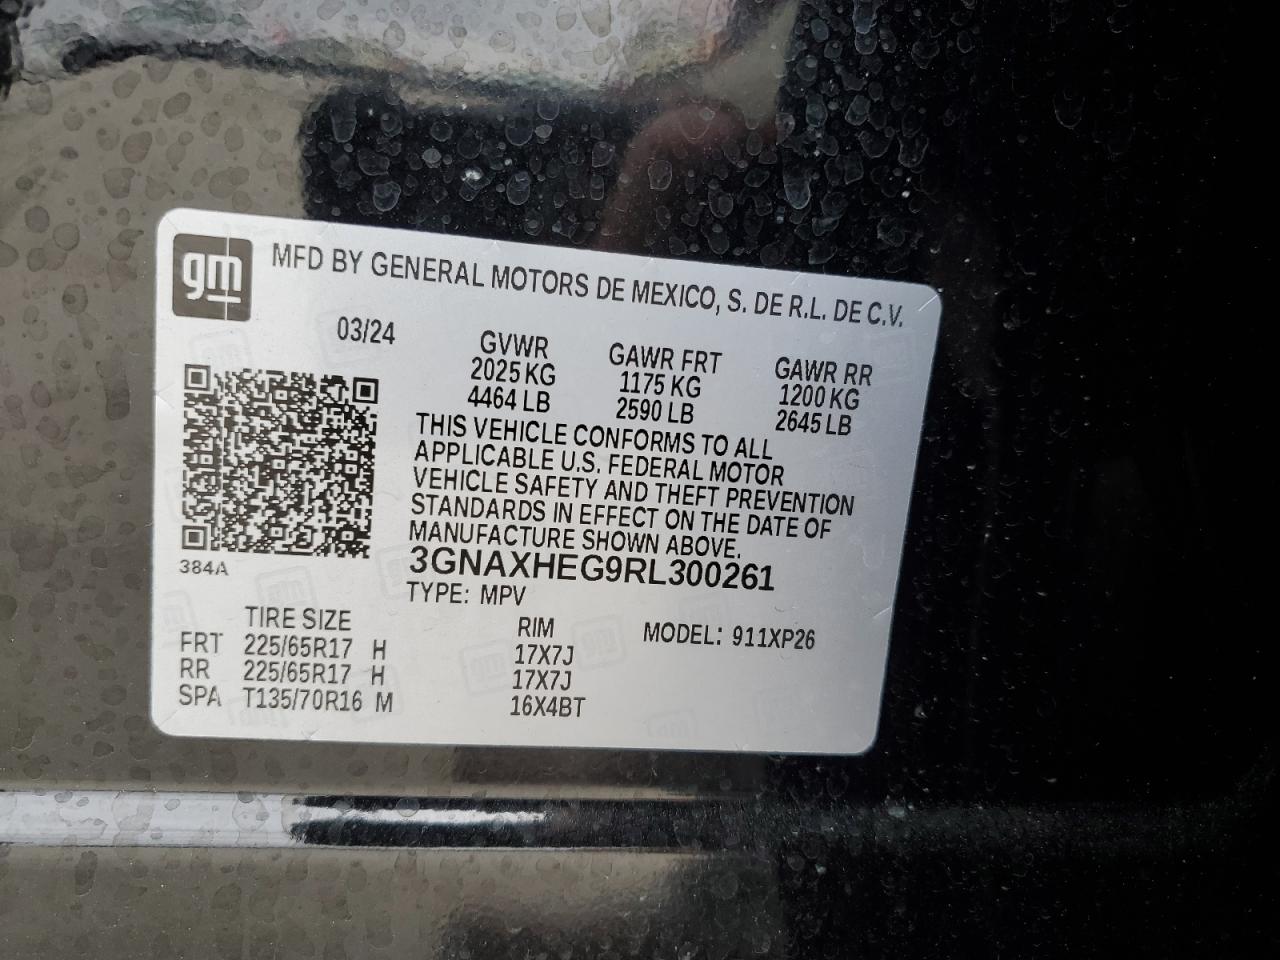 gm
MFD BY GENERAL MOTORS DE MEXICO, S. DE R.L. DE C.V.
03/24
GVWR GAWR FRT GAWR RR
2025 KG 1175 KG 1200 KG
4464 LB 2590 LB 2645 LB
THIS VEHICLE CONFORMS TO ALL
APPLICABLE U.S. FEDERAL MOTOR
VEHICLE SAFETY AND THEFT PREVENTION
STANDARDS IN EFFECT ON THE DATE OF
MANUFACTURE SHOWN ABOVE.
384A
3GNAXHEG9RL300261
TYPE: MPV
TIRE SIZE RIM MODEL: 911XP26
FRT 225/65R17 H 17X7J
RR 225/65R17 H 17X7J
SPA T135/70R16 M 16X4BT